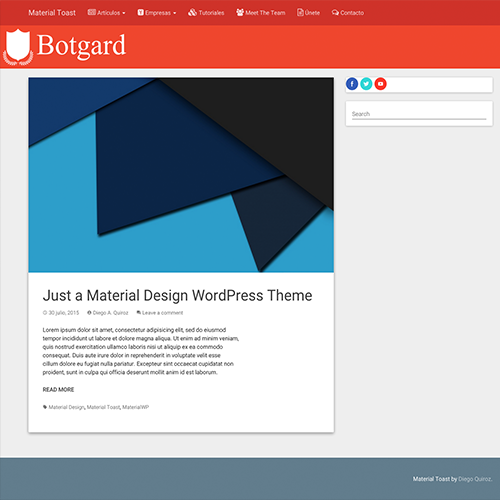 Material Toast Artículos Empresas Tutoriales Meet The Team Únete Contacto
Botgard
Search
Just a Material Design WordPress Theme
30 julio, 2015 Diego A. Quiroz Leave a comment
Lorem ipsum dolor sit amet, consectetur adipisicing elit, sed do eiusmod
tempor incididunt ut labore et dolore magna aliqua. Ut enim ad minim veniam,
quis nostrud exercitation ullamco laboris nisi ut aliquip ex ea commodo
consequat. Duis aute irure dolor in reprehenderit in voluptate velit esse
cillum dolore eu fugiat nulla pariatur. Excepteur sint occaecat cupidatat non
proident, sunt in culpa qui officia deserunt mollit anim id est laborum.
READ MORE
Material Design, Material Toast, MaterialWP
Material Toast by Diego Quiroz.